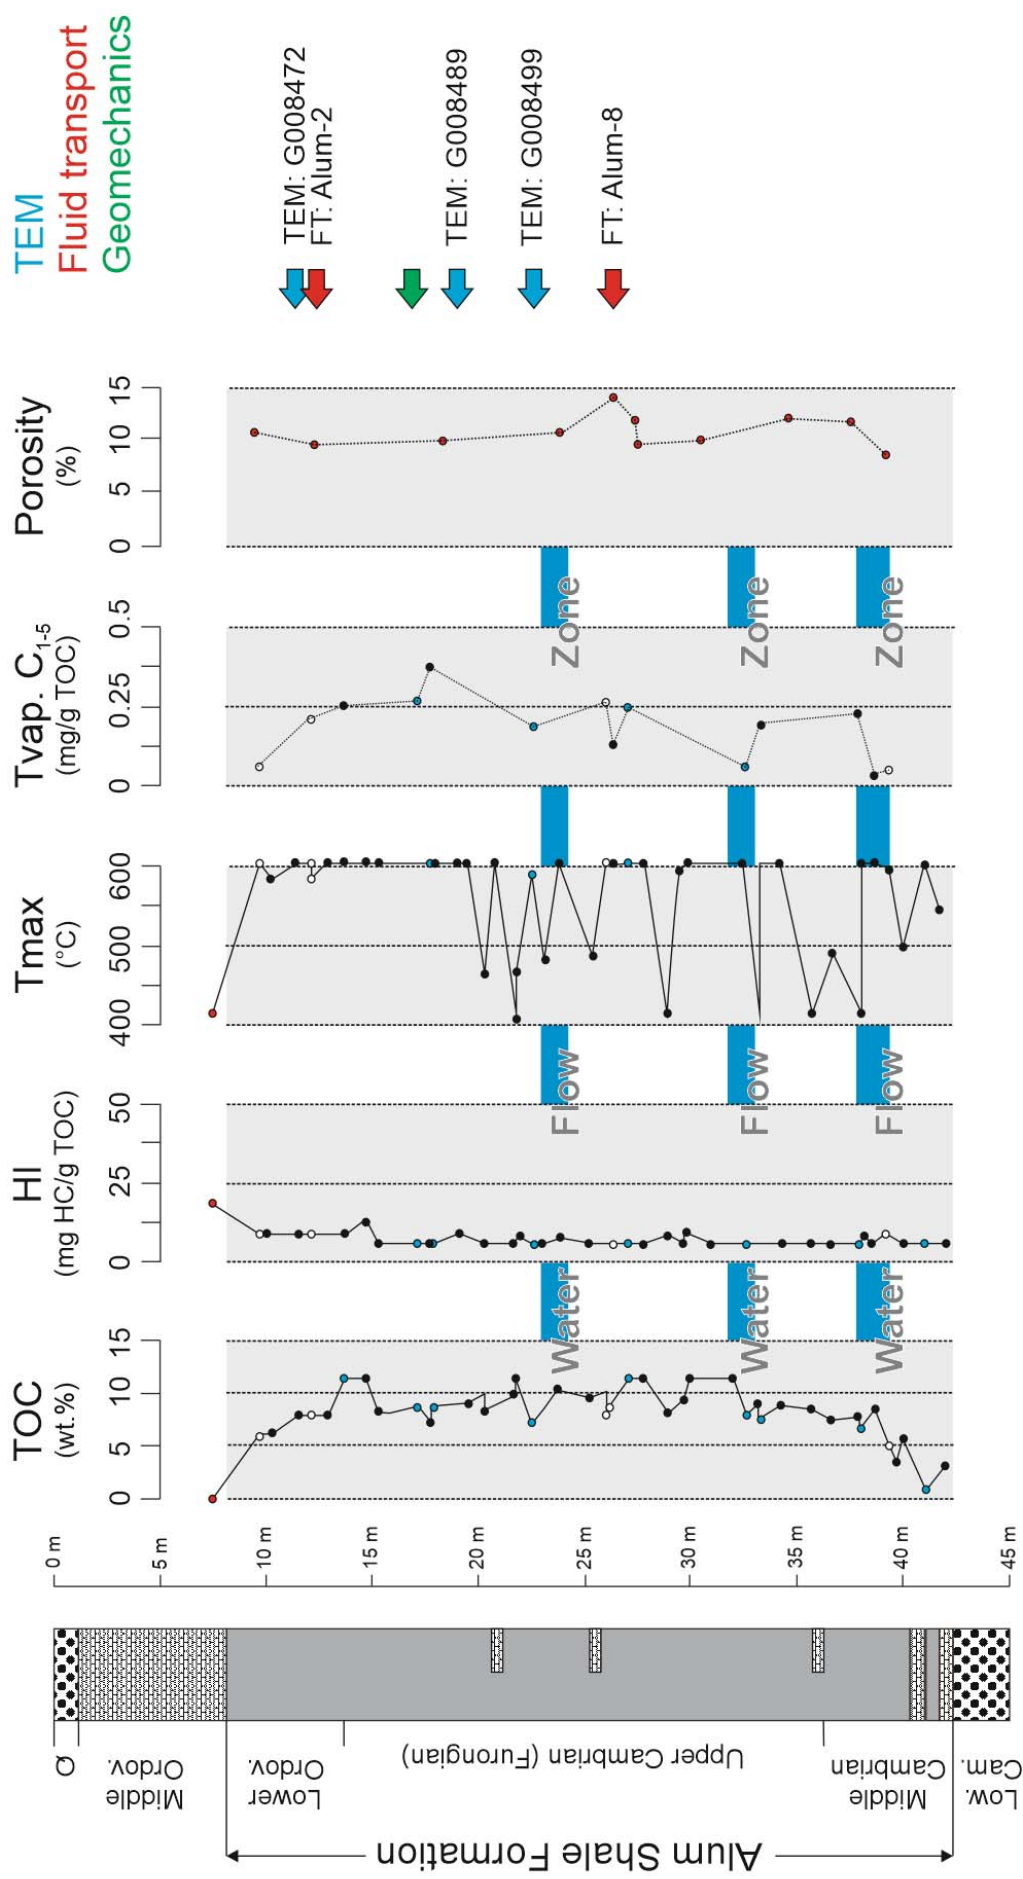 TEM
Fluid transport
Geomechanics
TEM: G008472
FT: Alum-2
TEM: G008489
TEM: G008499
FT: Alum-8
Porosity
(%)
0 5 10 15
Tvap. C1-5
(mg/g TOC)
0 0.25 0.5
Tmax
(°C)
400 500 600
HI
(mg HC/g TOC)
0 25 50
TOC
(wt.%)
0 5 10 15
Water Flow Zone
Water Flow Zone
Water Flow Zone
0 m
5 m
10 m
15 m
20 m
25 m
30 m
35 m
40 m
45 m
Q
Middle
Ordov.
Lower
Ordov.
Upper Cambrian (Furongian)
Middle
Cambrian
Low.
Cam.
Alum Shale Formation